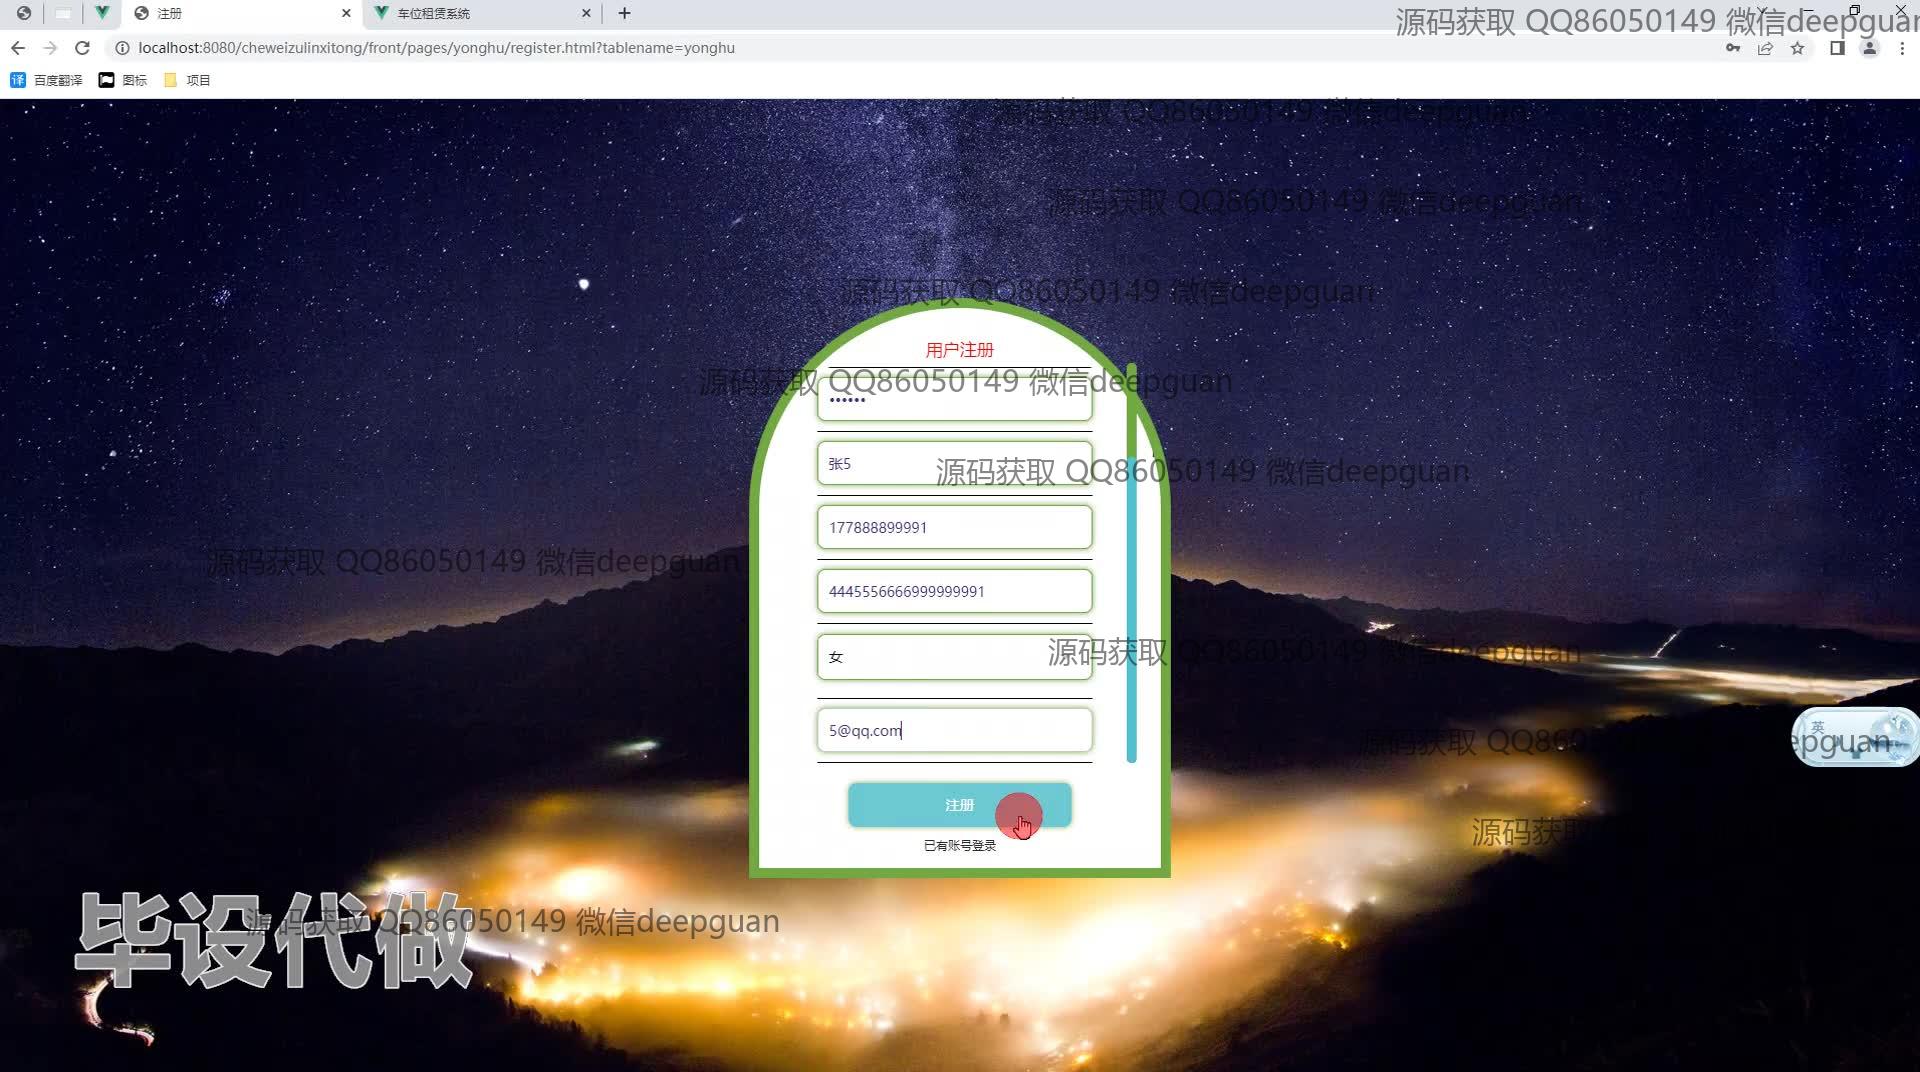 注册
车位租赁系统
源码获取 QQ86050149 微信deepguan
localhost:8080/cheweizulinxitong/front/pages/yonghu/register.html?tablename=yonghu
译 百度翻译 图标 项目
源码获取 QQ86050149 微信deepguan
源码获取 QQ86050149 微信deepguan
源码获取 QQ86050149 微信deepguan
用户注册
源码获取 QQ86050149 微信deepguan
••••••
张5
源码获取 QQ86050149 微信deepguan
177888899991
源码获取 QQ86050149 微信deepguan
4445556666999999991
女
源码获取 QQ86050149 微信deepguan
5@qq.com
英
源码获取 QQ860 epguan
注册
源码获取
已有账号登录
毕设代做
源码获取 QQ86050149 微信deepguan